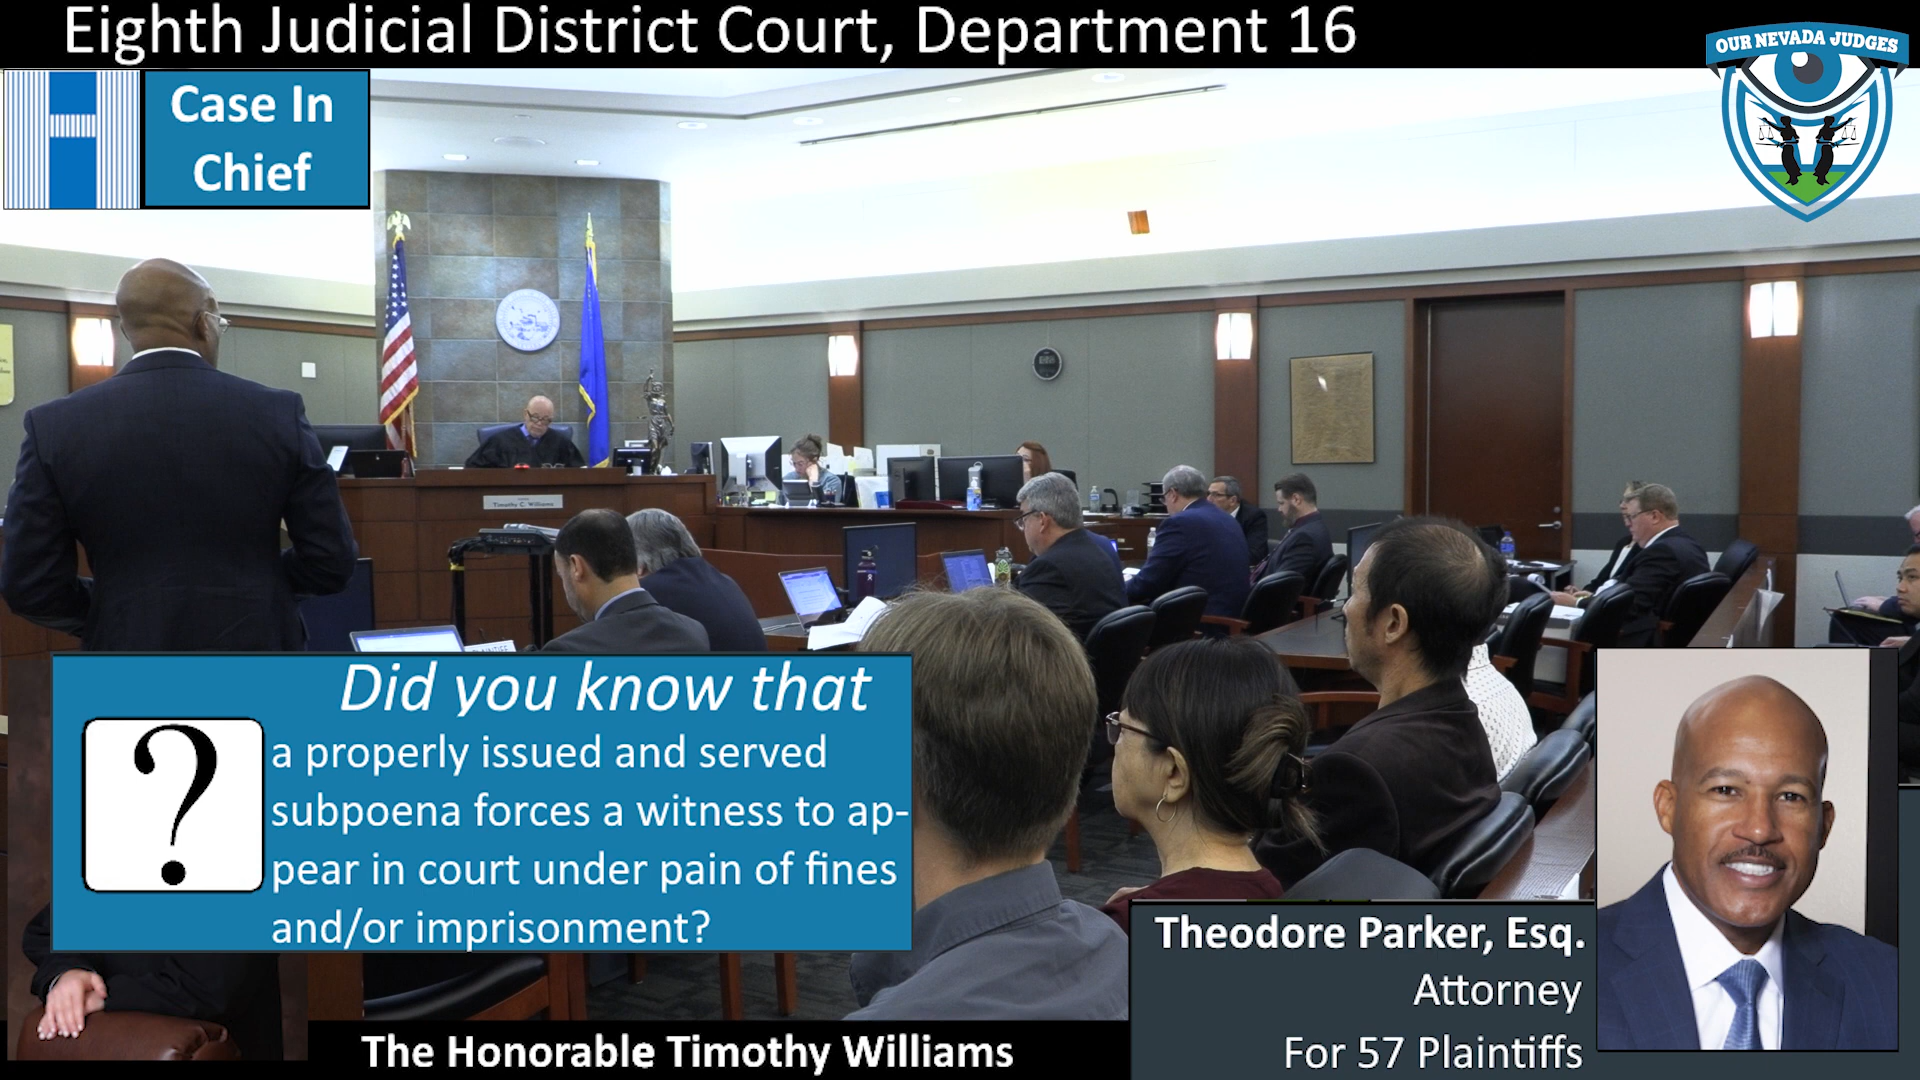 Eighth Judicial District Court, Department 16
OUR NEVADA JUDGES
Case In
Chief
Timothy C. Williams
Did you know that
?
a properly issued and served
subpoena forces a witness to ap-
pear in court under pain of fines
and/or imprisonment?
Theodore Parker, Esq.
Attorney
For 57 Plaintiffs
The Honorable Timothy Williams